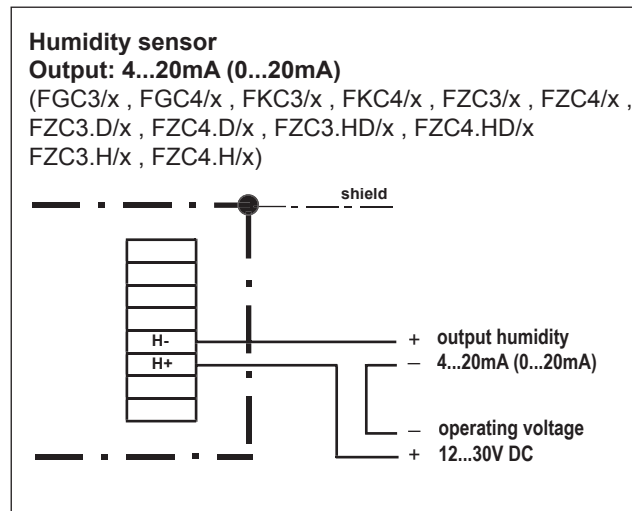 Humidity sensor
Output: 4...20mA (0...20mA)
(FGC3/x , FGC4/x , FKC3/x , FKC4/x , FZC3/x , FZC4/x ,
FZC3.D/x , FZC4.D/x , FZC3.HD/x , FZC4.HD/x
FZC3.H/x , FZC4.H/x)
shield
H- + output humidity
H+ – 4...20mA (0...20mA)
– operating voltage
+ 12...30V DC